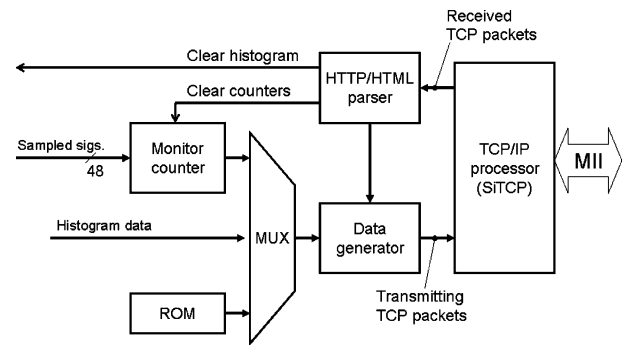 Received
TCP packets
Clear histogram
HTTP/HTML
parser
Clear counters
Sampled sigs.
48
Monitor
counter
TCP/IP
processor
(SiTCP)
MII
Histogram data
MUX
Data
generator
ROM
Transmitting
TCP packets